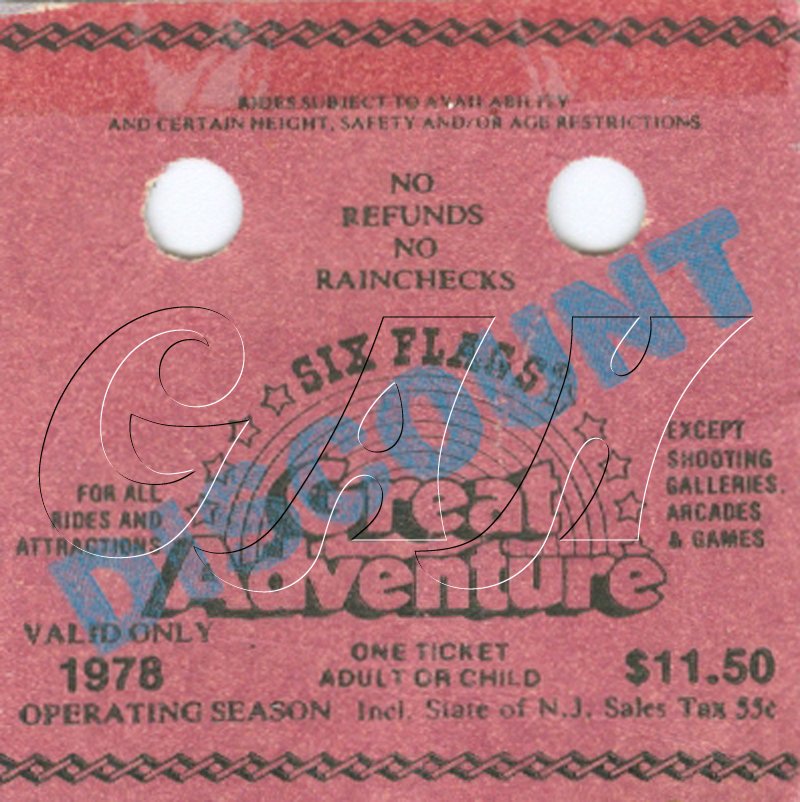 RIDES SUBJECT TO AVAILABILITY
AND CERTAIN HEIGHT, SAFETY AND/OR AGE RESTRICTIONS
NO
REFUNDS
NO
RAINCHECKS
DISCOUNT
SIX FLAGS
Great
Adventure
FOR ALL
RIDES AND
ATTRACTIONS
EXCEPT
SHOOTING
GALLERIES,
ARCADES
& GAMES
VALID ONLY
1978
OPERATING SEASON
ONE TICKET
ADULT OR CHILD
$11.50
Incl. State of N.J. Sales Tax 55c